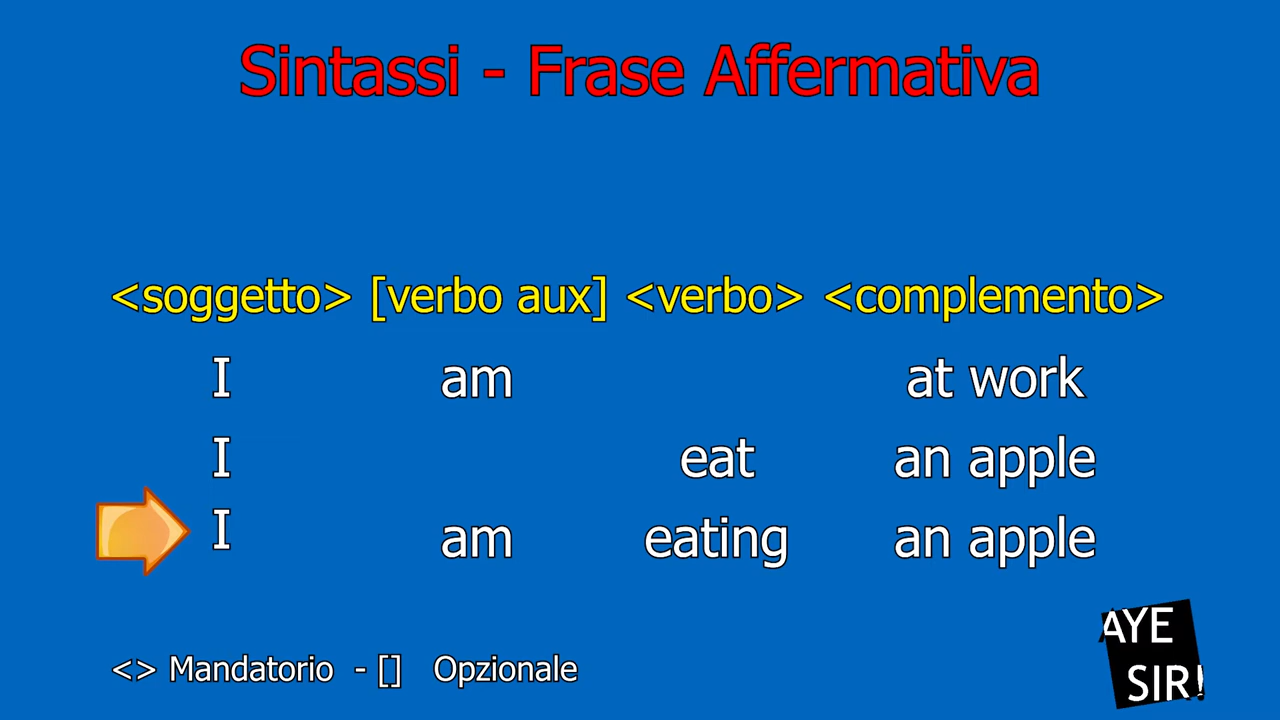 Sintassi - Frase Affermativa
<soggetto> [verbo aux] <verbo> <complemento>
I am at work
I eat an apple
I am eating an apple
<> Mandatorio - [] Opzionale
AYE
SIR!